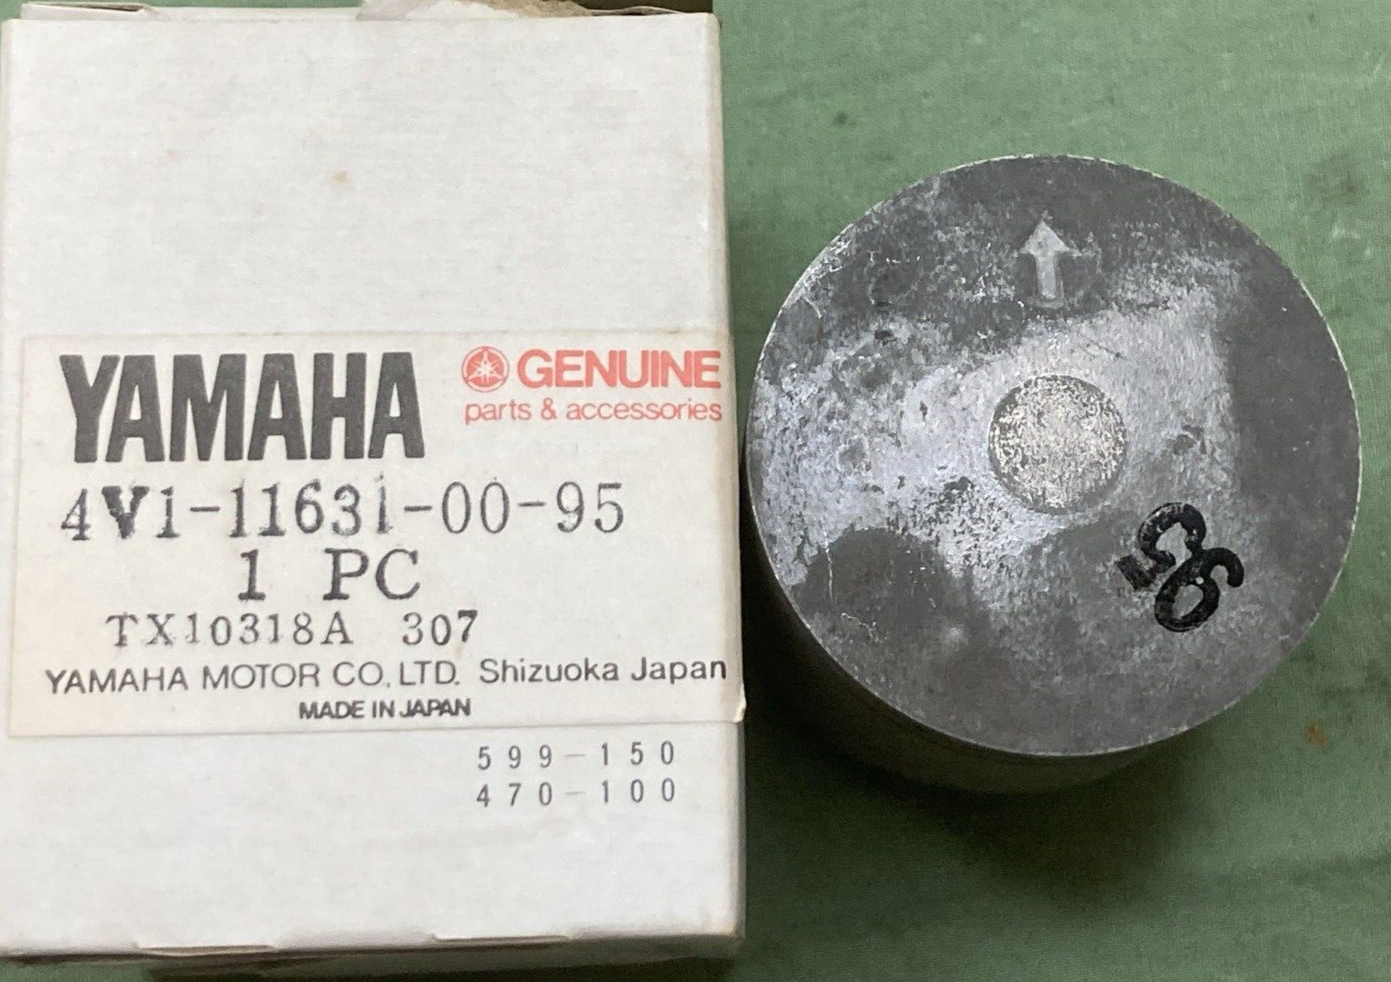 YAMAHA
GENUINE
parts & accessories
4V1-11631-00-95
1 PC
TX10318A 307
YAMAHA MOTOR CO., LTD. Shizuoka Japan
MADE IN JAPAN
599-150
470-100
95